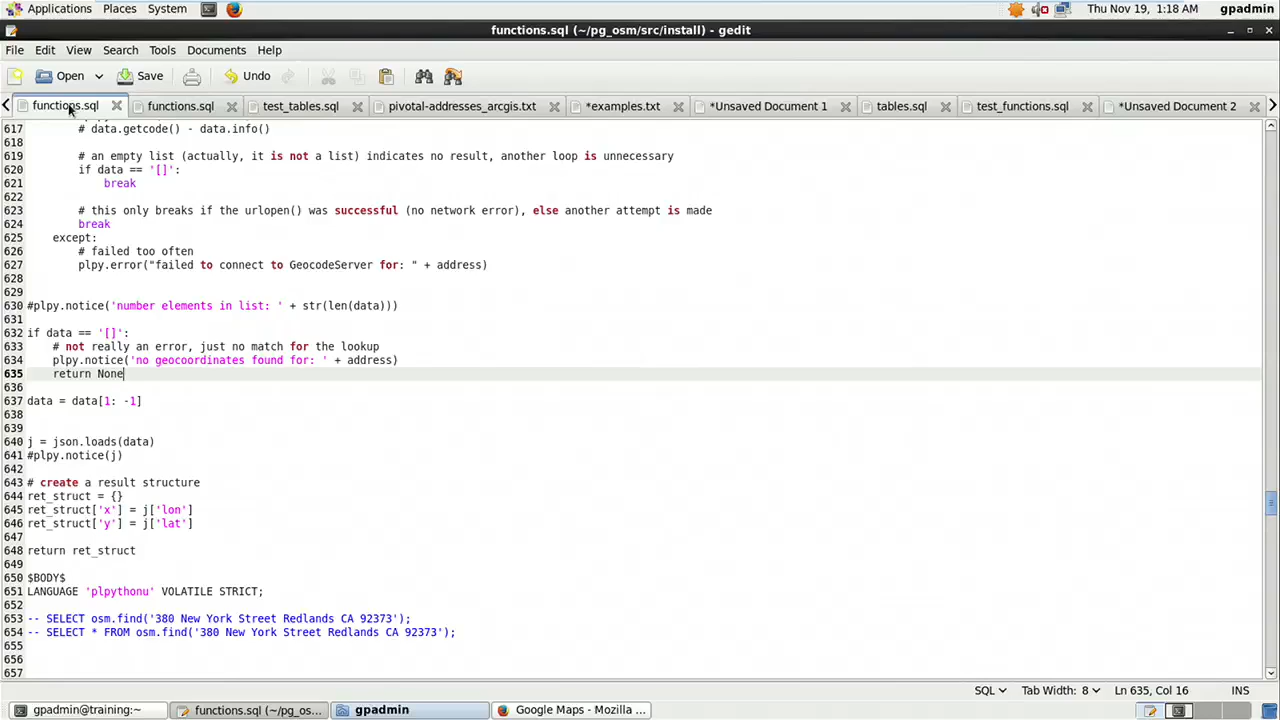 Applications Places System Thu Nov 19, 1:18 AM gpadmin
functions.sql (~/pg_osm/src/install) - gedit
File Edit View Search Tools Documents Help
Open Save Undo
functions.sql functions.sql test_tables.sql pivotal-addresses_arcgis.txt *examples.txt *Unsaved Document 1 tables.sql test_functions.sql *Unsaved Document 2
617 # data.getcode() - data.info()
618
619 # an empty list (actually, it is not a list) indicates no result, another loop is unnecessary
620 if data == '[]':
621 break
622
623 # this only breaks if the urlopen() was successful (no network error), else another attempt is made
624 break
625 except:
626 # failed too often
627 plpy.error("failed to connect to GeocodeServer for: " + address)
628
629
630 #plpy.notice('number elements in list: ' + str(len(data)))
631
632 if data == '[]':
633 # not really an error, just no match for the lookup
634 plpy.notice('no geocoordinates found for: ' + address)
635 return None
636
637 data = data[1: -1]
638
639
640 j = json.loads(data)
641 #plpy.notice(j)
642
643 # create a result structure
644 ret_struct = {}
645 ret_struct['x'] = j['lon']
646 ret_struct['y'] = j['lat']
647
648 return ret_struct
649
650 $BODY$
651 LANGUAGE 'plpythonu' VOLATILE STRICT;
652
653 -- SELECT osm.find('380 New York Street Redlands CA 92373');
654 -- SELECT * FROM osm.find('380 New York Street Redlands CA 92373');
655
656
657
SQL Tab Width: 8 Ln 635, Col 16 INS
gpadmin@training:~ functions.sql (~/pg_os... gpadmin Google Maps - Mozilla ...